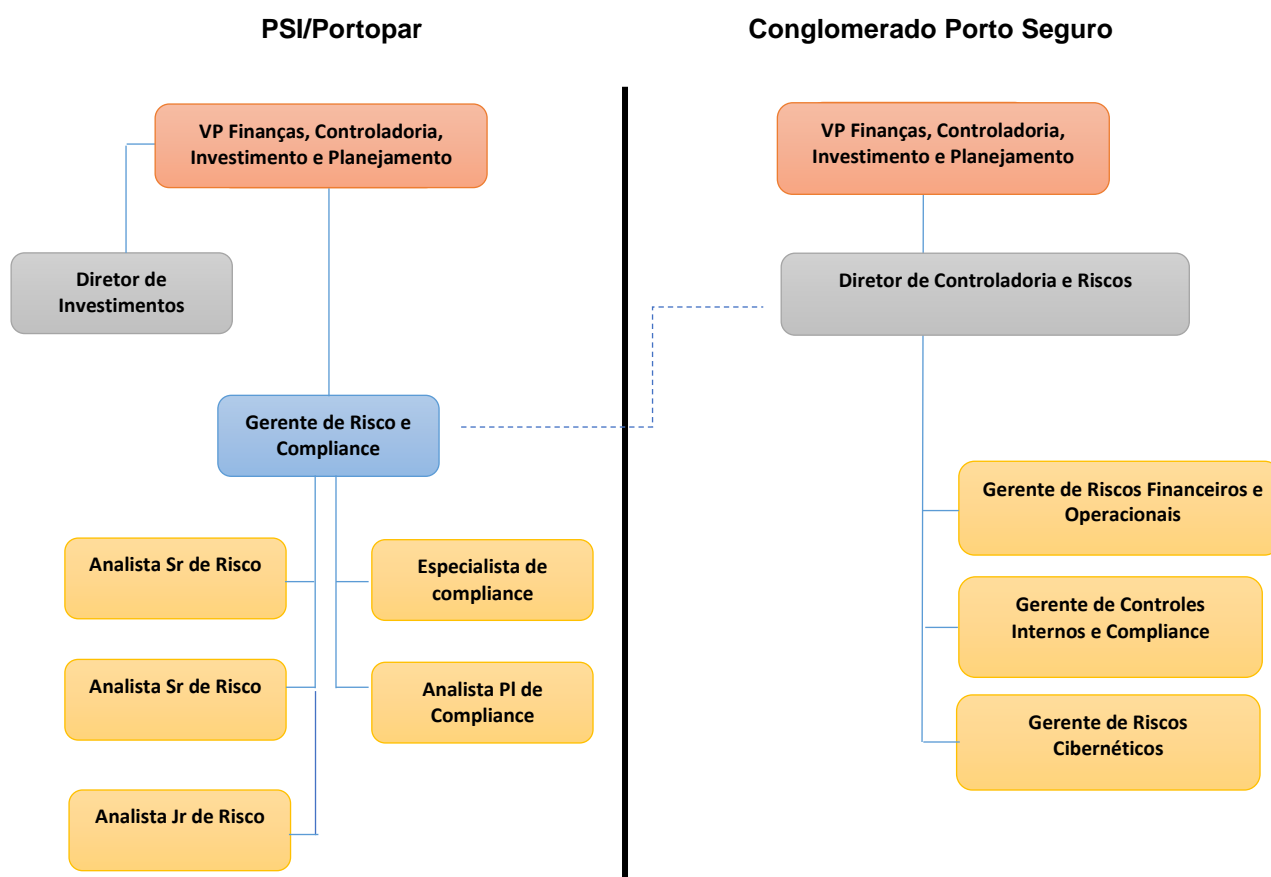 PSI/Portopar
VP Finanças, Controladoria,
Investimento e Planejamento
Diretor de
Investimentos
Gerente de Risco e
Compliance
Analista Sr de Risco
Especialista de
compliance
Analista Sr de Risco
Analista Pl de
Compliance
Analista Jr de Risco
Conglomerado Porto Seguro
VP Finanças, Controladoria,
Investimento e Planejamento
Diretor de Controladoria e Riscos
Gerente de Riscos Financeiros e
Operacionais
Gerente de Controles
Internos e Compliance
Gerente de Riscos
Cibernéticos